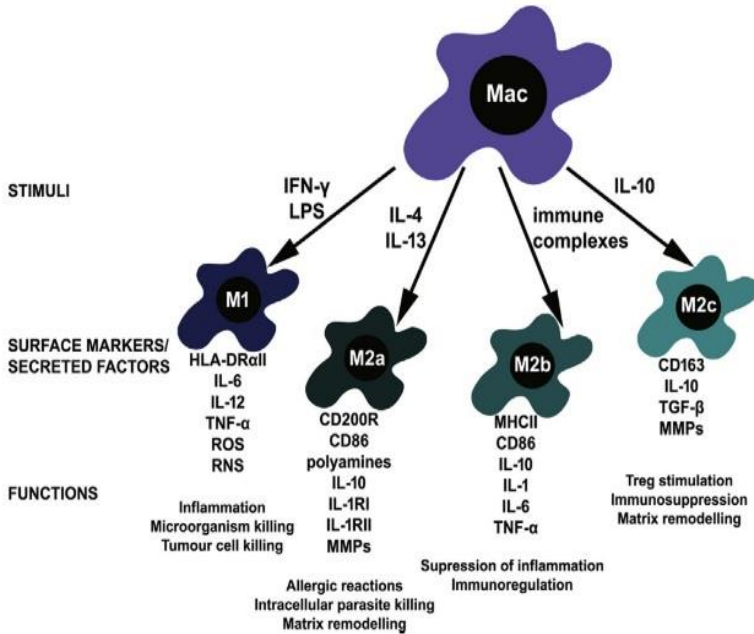 Mac
STIMULI
IFN-γ
LPS
IL-4
IL-13
immune
complexes
IL-10
M1
M2a
M2b
M2c
SURFACE MARKERS/
SECRETED FACTORS
HLA-DRαII
IL-6
IL-12
TNF-α
ROS
RNS
CD200R
CD86
polyamines
IL-10
IL-1RI
IL-1RII
MMPs
MHCII
CD86
IL-10
IL-1
IL-6
TNF-α
CD163
IL-10
TGF-β
MMPs
FUNCTIONS
Inflammation
Microorganism killing
Tumour cell killing
Allergic reactions
Intracellular parasite killing
Matrix remodelling
Supression of inflammation
Immunoregulation
Treg stimulation
Immunosuppression
Matrix remodelling